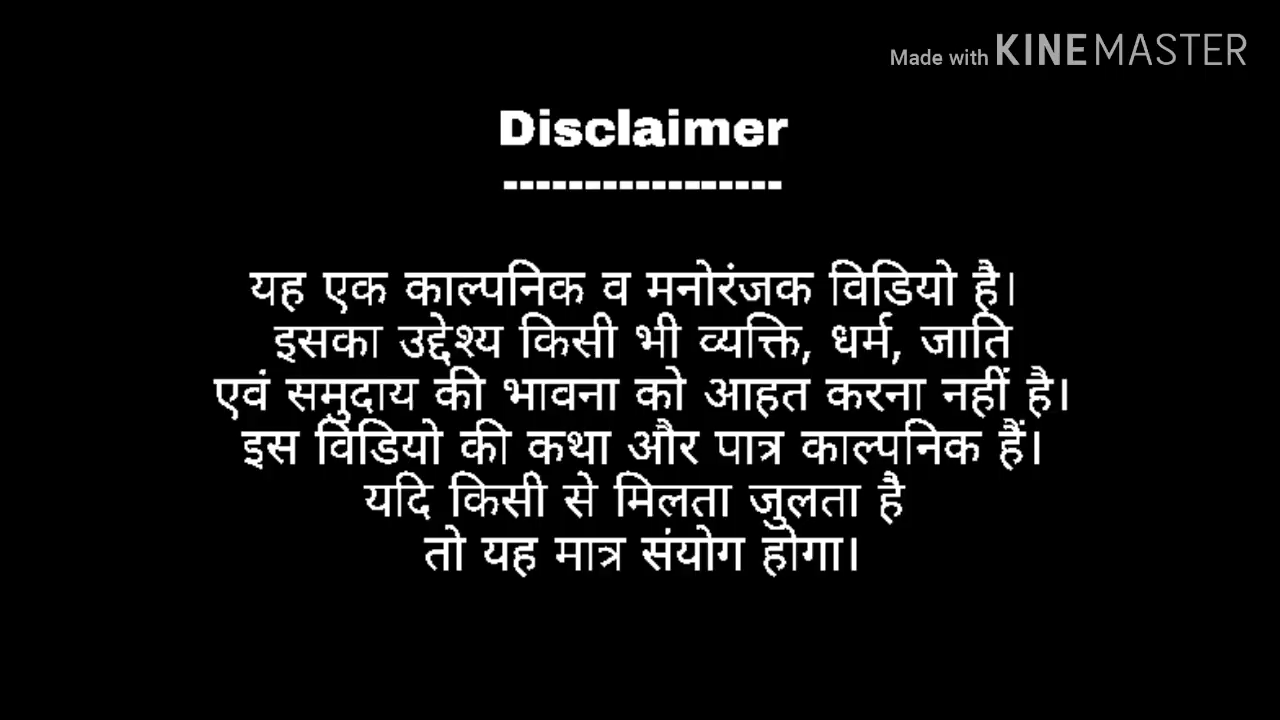 Made with KINEMASTER
Disclaimer
-----------------
यह एक काल्पनिक व मनोरंजक विडियो है।
इसका उद्देश्य किसी भी व्यक्ति, धर्म, जाति
एवं समुदाय की भावना को आहत करना नहीं है।
इस विडियो की कथा और पात्र काल्पनिक हैं।
यदि किसी से मिलता जुलता है
तो यह मात्र संयोग होगा।